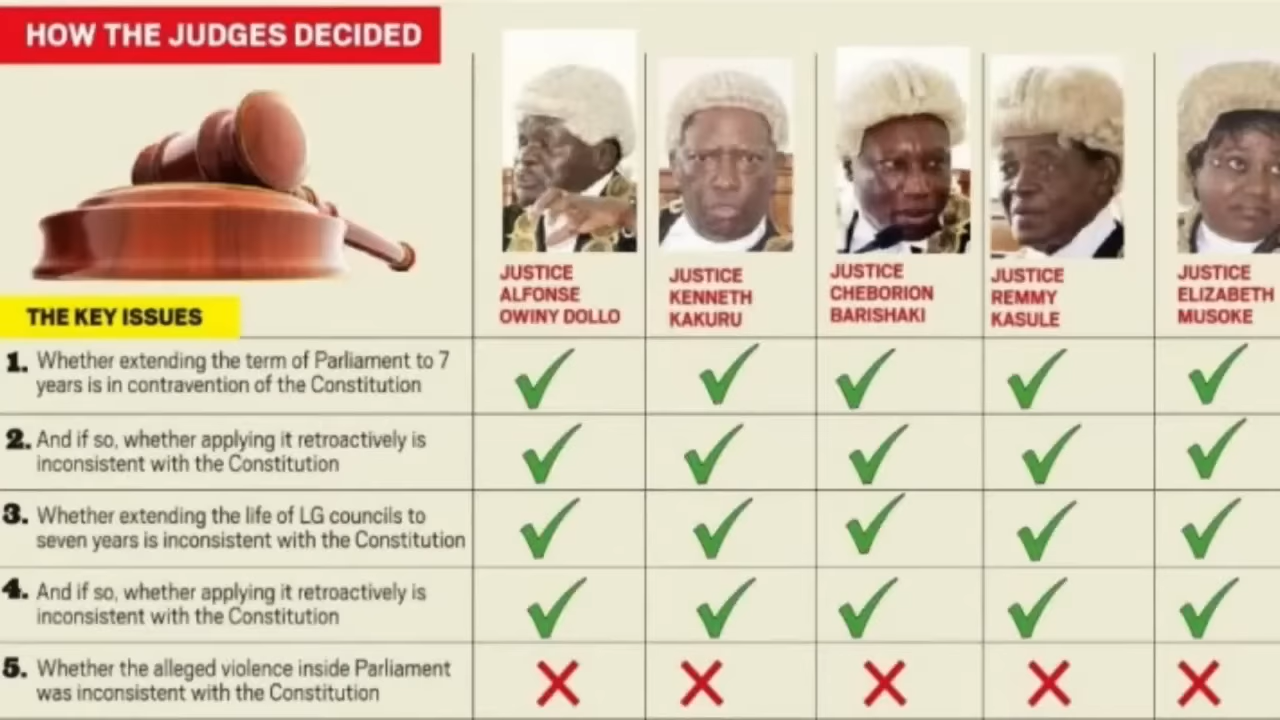 HOW THE JUDGES DECIDED
JUSTICE
ALFONSE
OWINY DOLLO
JUSTICE
KENNETH
KAKURU
JUSTICE
CHEBORION
BARISHAKI
JUSTICE
REMMY
KASULE
JUSTICE
ELIZABETH
MUSOKE
THE KEY ISSUES
1. Whether extending the term of Parliament to 7
years is in contravention of the Constitution
2. And if so, whether applying it retroactively is
inconsistent with the Constitution
3. Whether extending the life of LG councils to
seven years is inconsistent with the Constitution
4. And if so, whether applying it retroactively is
inconsistent with the Constitution
5. Whether the alleged violence inside Parliament
was inconsistent with the Constitution